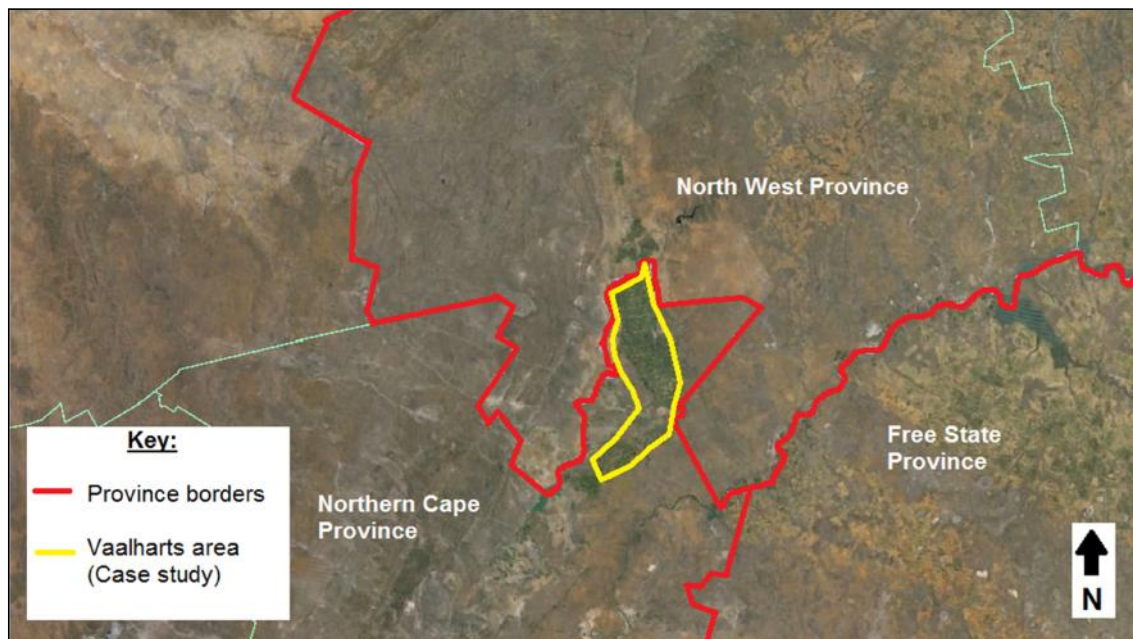 North West Province
Free State
Province
Northern Cape
Province
Key:
Province borders
Vaalharts area
(Case study)
N